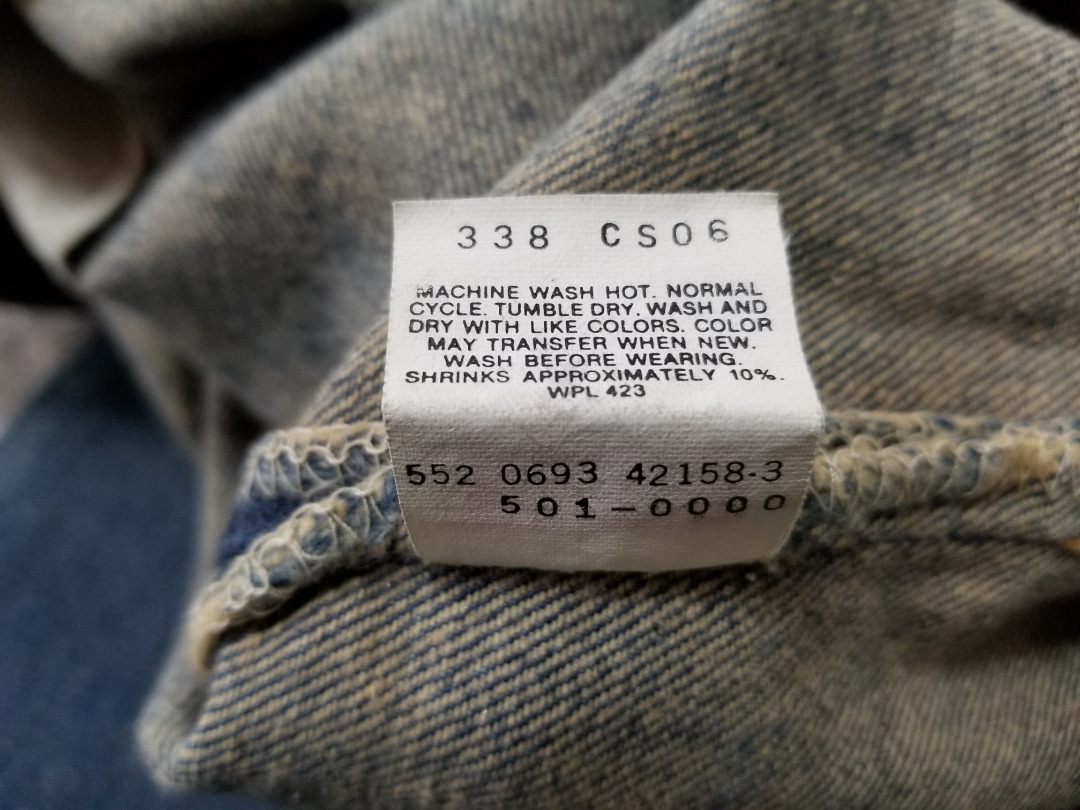 338 CS06
MACHINE WASH HOT. NORMAL
CYCLE. TUMBLE DRY. WASH AND
DRY WITH LIKE COLORS. COLOR
MAY TRANSFER WHEN NEW.
WASH BEFORE WEARING.
SHRINKS APPROXIMATELY 10%.
WPL 423
552 0693 42158-3
501-0000